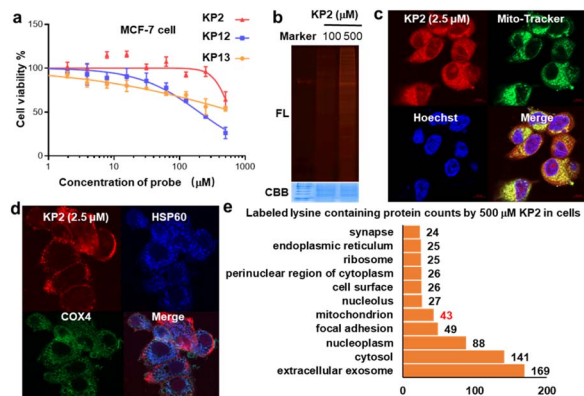 a
MCF-7 cell
KP2
KP12
KP13
Cell viability %
150
100
50
0
1
10
100
1000
Concentration of probe (μM)
b
KP2 (μM)
Marker 100 500
FL
CBB
c
KP2 (2.5 μM)
Mito-Tracker
Hoechst
Merge
d
KP2 (2.5 μM)
HSP60
COX4
Merge
e
Labeled lysine containing protein counts by 500 μM KP2 in cells
synapse 24
endoplasmic reticulum 25
ribosome 25
perinuclear region of cytoplasm 26
cell surface 26
nucleolus 27
mitochondrion 43
focal adhesion 49
nucleoplasm 88
cytosol 141
extracellular exosome 169
0 100 200